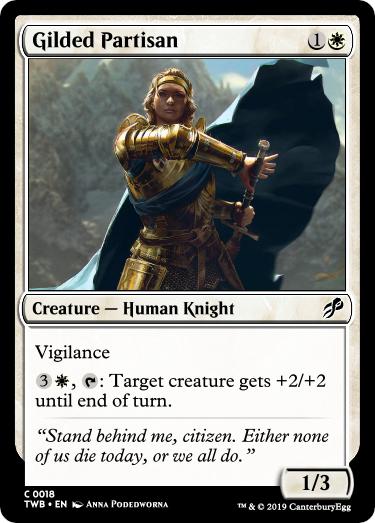 Gilded Partisan 1
Creature — Human Knight
Vigilance
3, : Target creature gets +2/+2
until end of turn.
“Stand behind me, citizen. Either none
of us die today, or we all do.”
1/3
C 0018
TWB • EN Anna Podedworna
™ & © 2019 CanterburyEgg